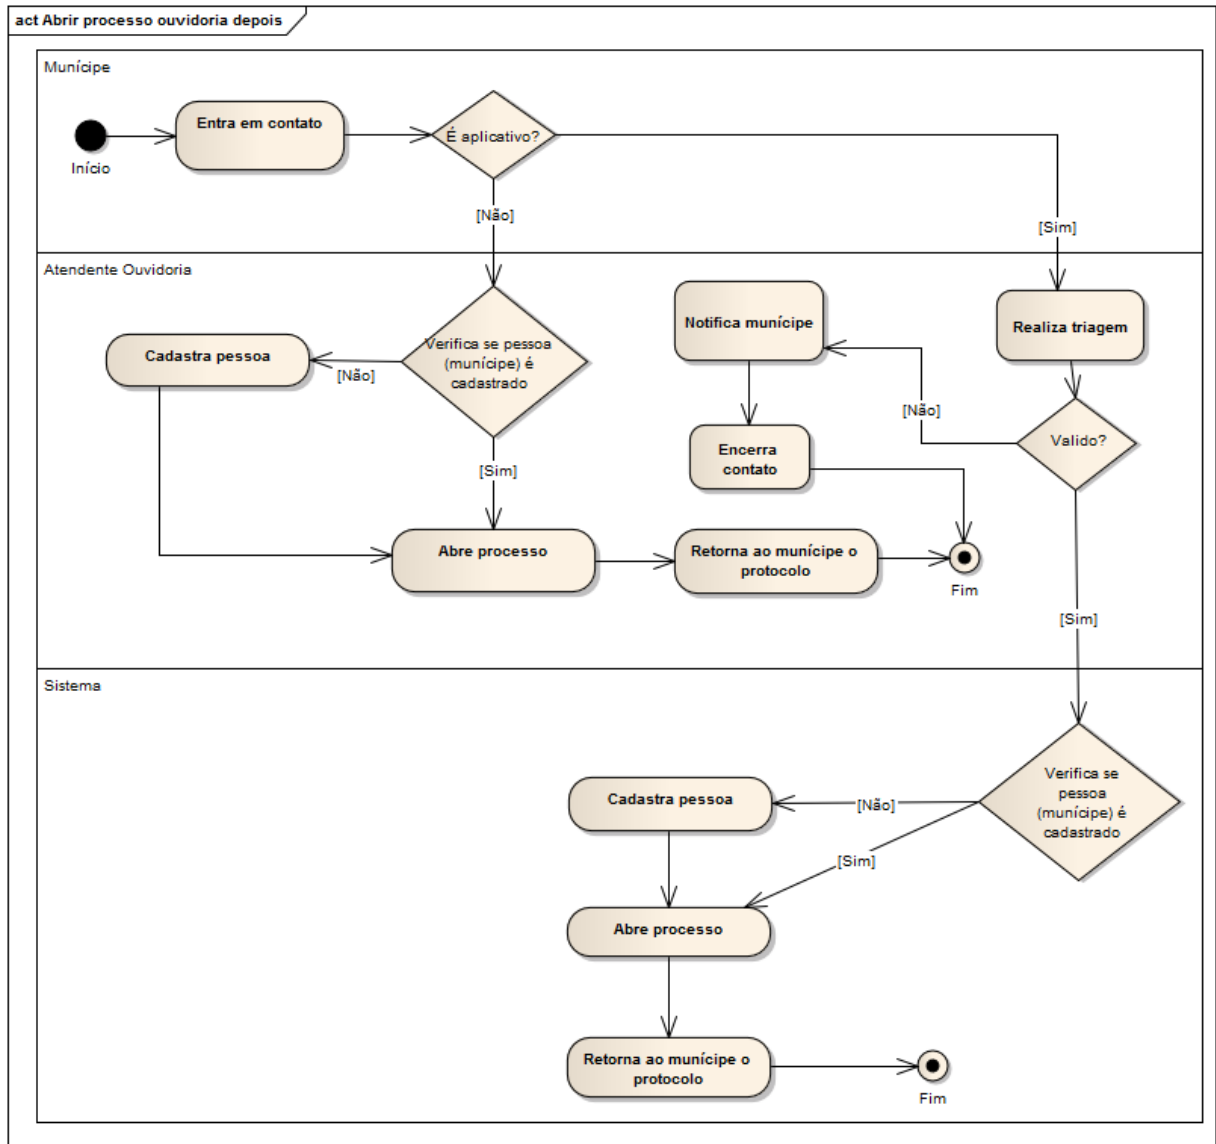 act Abrir processo ouvidoria depois
Munícipe
Entra em contato
É aplicativo?
Início
[Não]
[Sim]
Atendente Ouvidoria
Notifica munícipe
Realiza triagem
Cadastra pessoa
Verifica se pessoa
(munícipe) é
cadastrado
[Não]
[Não]
Valido?
Encerra
contato
[Sim]
Abre processo
Retorna ao munícipe o
protocolo
Fim
[Sim]
Sistema
Verifica se
pessoa
(munícipe) é
cadastrado
Cadastra pessoa
[Não]
[Sim]
Abre processo
Retorna ao munícipe o
protocolo
Fim